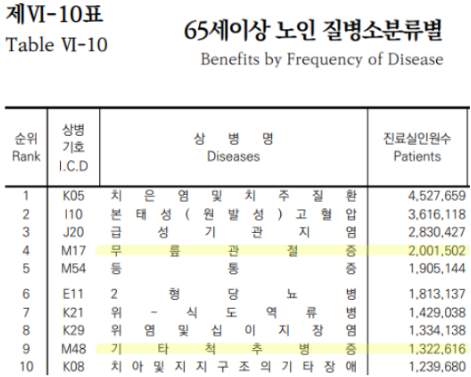 제Ⅵ-10표
Table Ⅵ-10
65세이상 노인 질병소분류별
Benefits by Frequency of Disease
순위 Rank 상병 기호 I.C.D 상 병 명 Diseases 진료실인원수 Patients
1 K05 치 은 염 및 치 주 질 환 4,527,659
2 I10 본 태 성 ( 원 발 성 ) 고 혈 압 3,616,118
3 J20 급 성 기 관 지 염 2,830,427
4 M17 무 릎 관 절 증 2,001,502
5 M54 등 통 증 1,905,144
6 E11 2 형 당 뇨 병 1,813,137
7 K21 위 - 식 도 역 류 병 1,429,038
8 K29 위 염 및 십 이 지 장 염 1,334,138
9 M48 기 타 척 추 병 증 1,322,616
10 K08 치 아 및 지 지 구 조 의 기 타 장 애 1,239,680